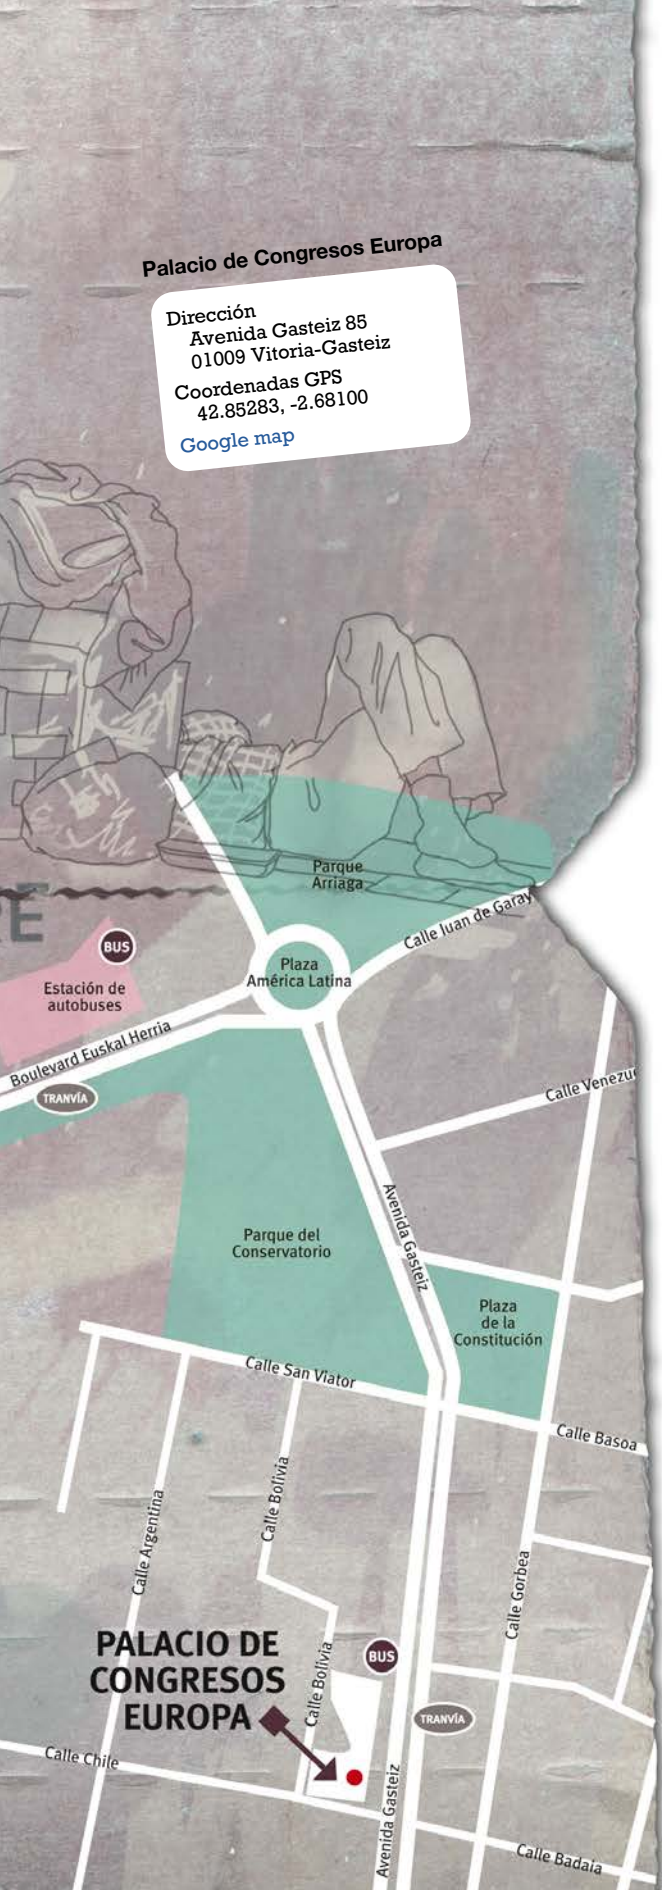 Palacio de Congresos Europa
Dirección
Avenida Gasteiz 85
01009 Vitoria-Gasteiz
Coordenadas GPS
42.85283, -2.68100
Google map
Parque
Arriaga
Calle Juan de Garay
BUS
Plaza
América Latina
Estación de
autobuses
Boulevard Euskal Herria
TRANVÍA
Calle Venezu
Avenida Gasteiz
Parque del
Conservatorio
Plaza
de la
Constitución
Calle San Viator
Calle Basoa
Calle Bolivia
Calle Argentina
Calle Gorbea
PALACIO DE
CONGRESOS
EUROPA
Calle Bolivia
BUS
TRANVÍA
Calle Chile
Avenida Gasteiz
Calle Badaia